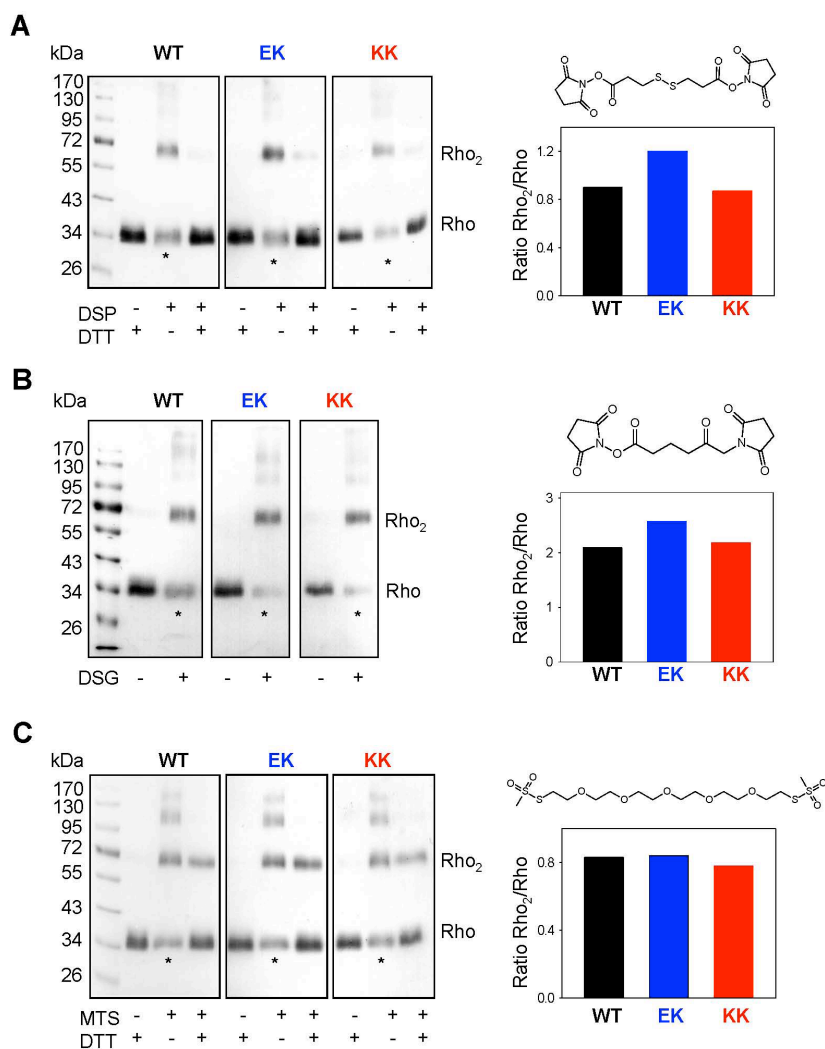 A
kDa WT EK KK
170
130
95
72
55
43
34
26
Rho2
Rho
* * *
DSP - + + - + + - + +
DTT + - + + - + + - +
O O O O S S O O N O N O O
1.2
0.8
0.4
0.0
Ratio Rho2/Rho
WT EK KK
B
kDa WT EK KK
170
130
95
72
55
43
34
26
Rho2
Rho
* * *
DSG - + - + - +
O O O O N O N O O
3
2
1
0
Ratio Rho2/Rho
WT EK KK
C
kDa WT EK KK
170
130
95
72
55
43
34
26
Rho2
Rho
* * *
MTS - + + - + + - + +
DTT + - + + - + + - +
O O S S O O O O O S S O O
0.8
0.4
0.0
Ratio Rho2/Rho
WT EK KK